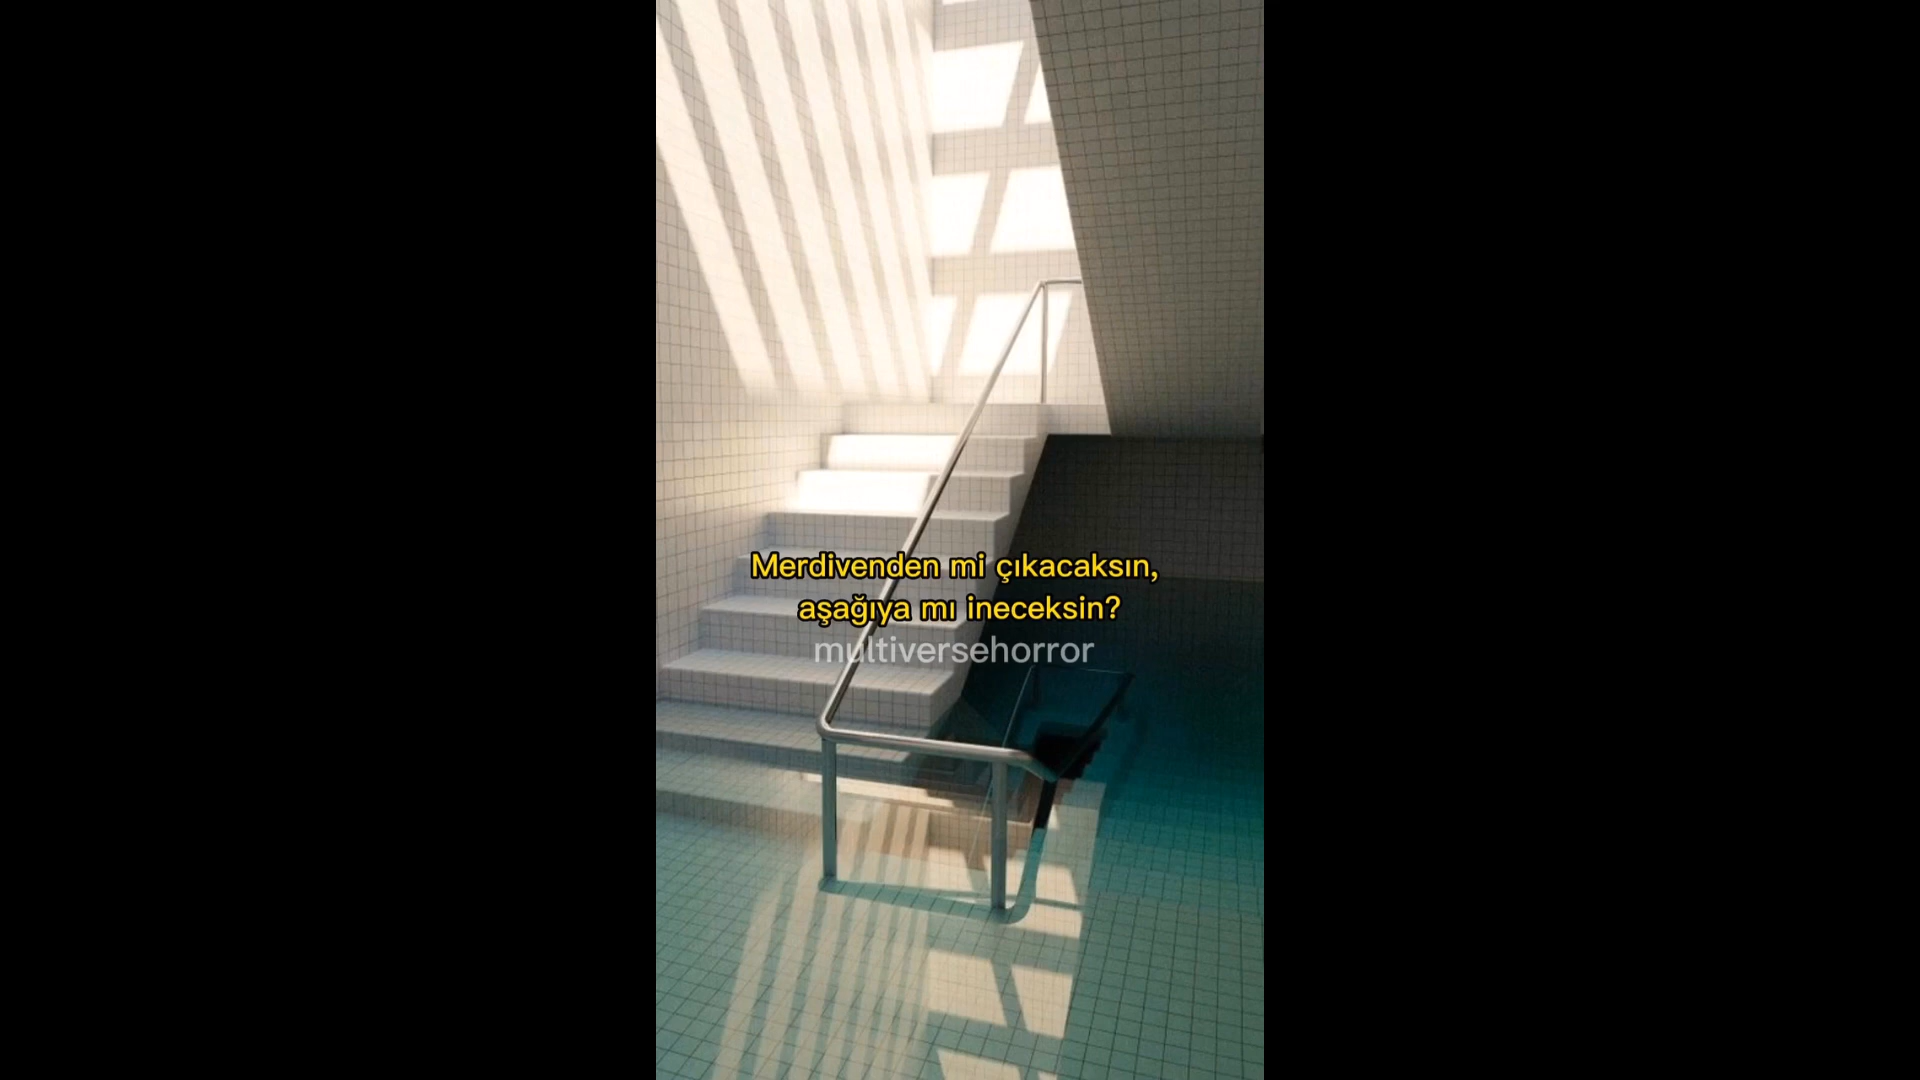 Merdivenden mi çıkacaksın,
aşağıya mı ineceksin?
multiversehorror